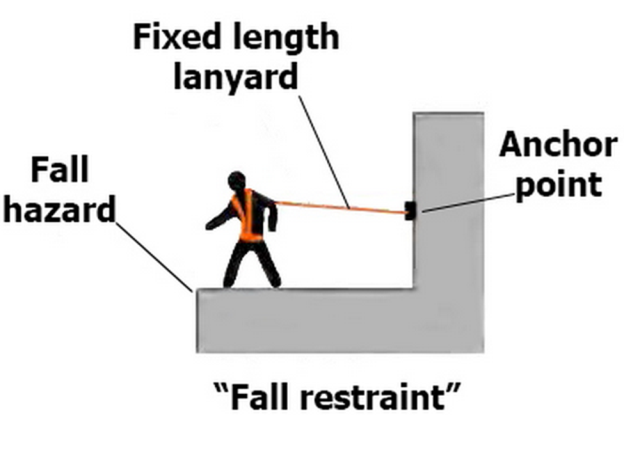 Fixed length
lanyard
Anchor
point
Fall
hazard
“Fall restraint”